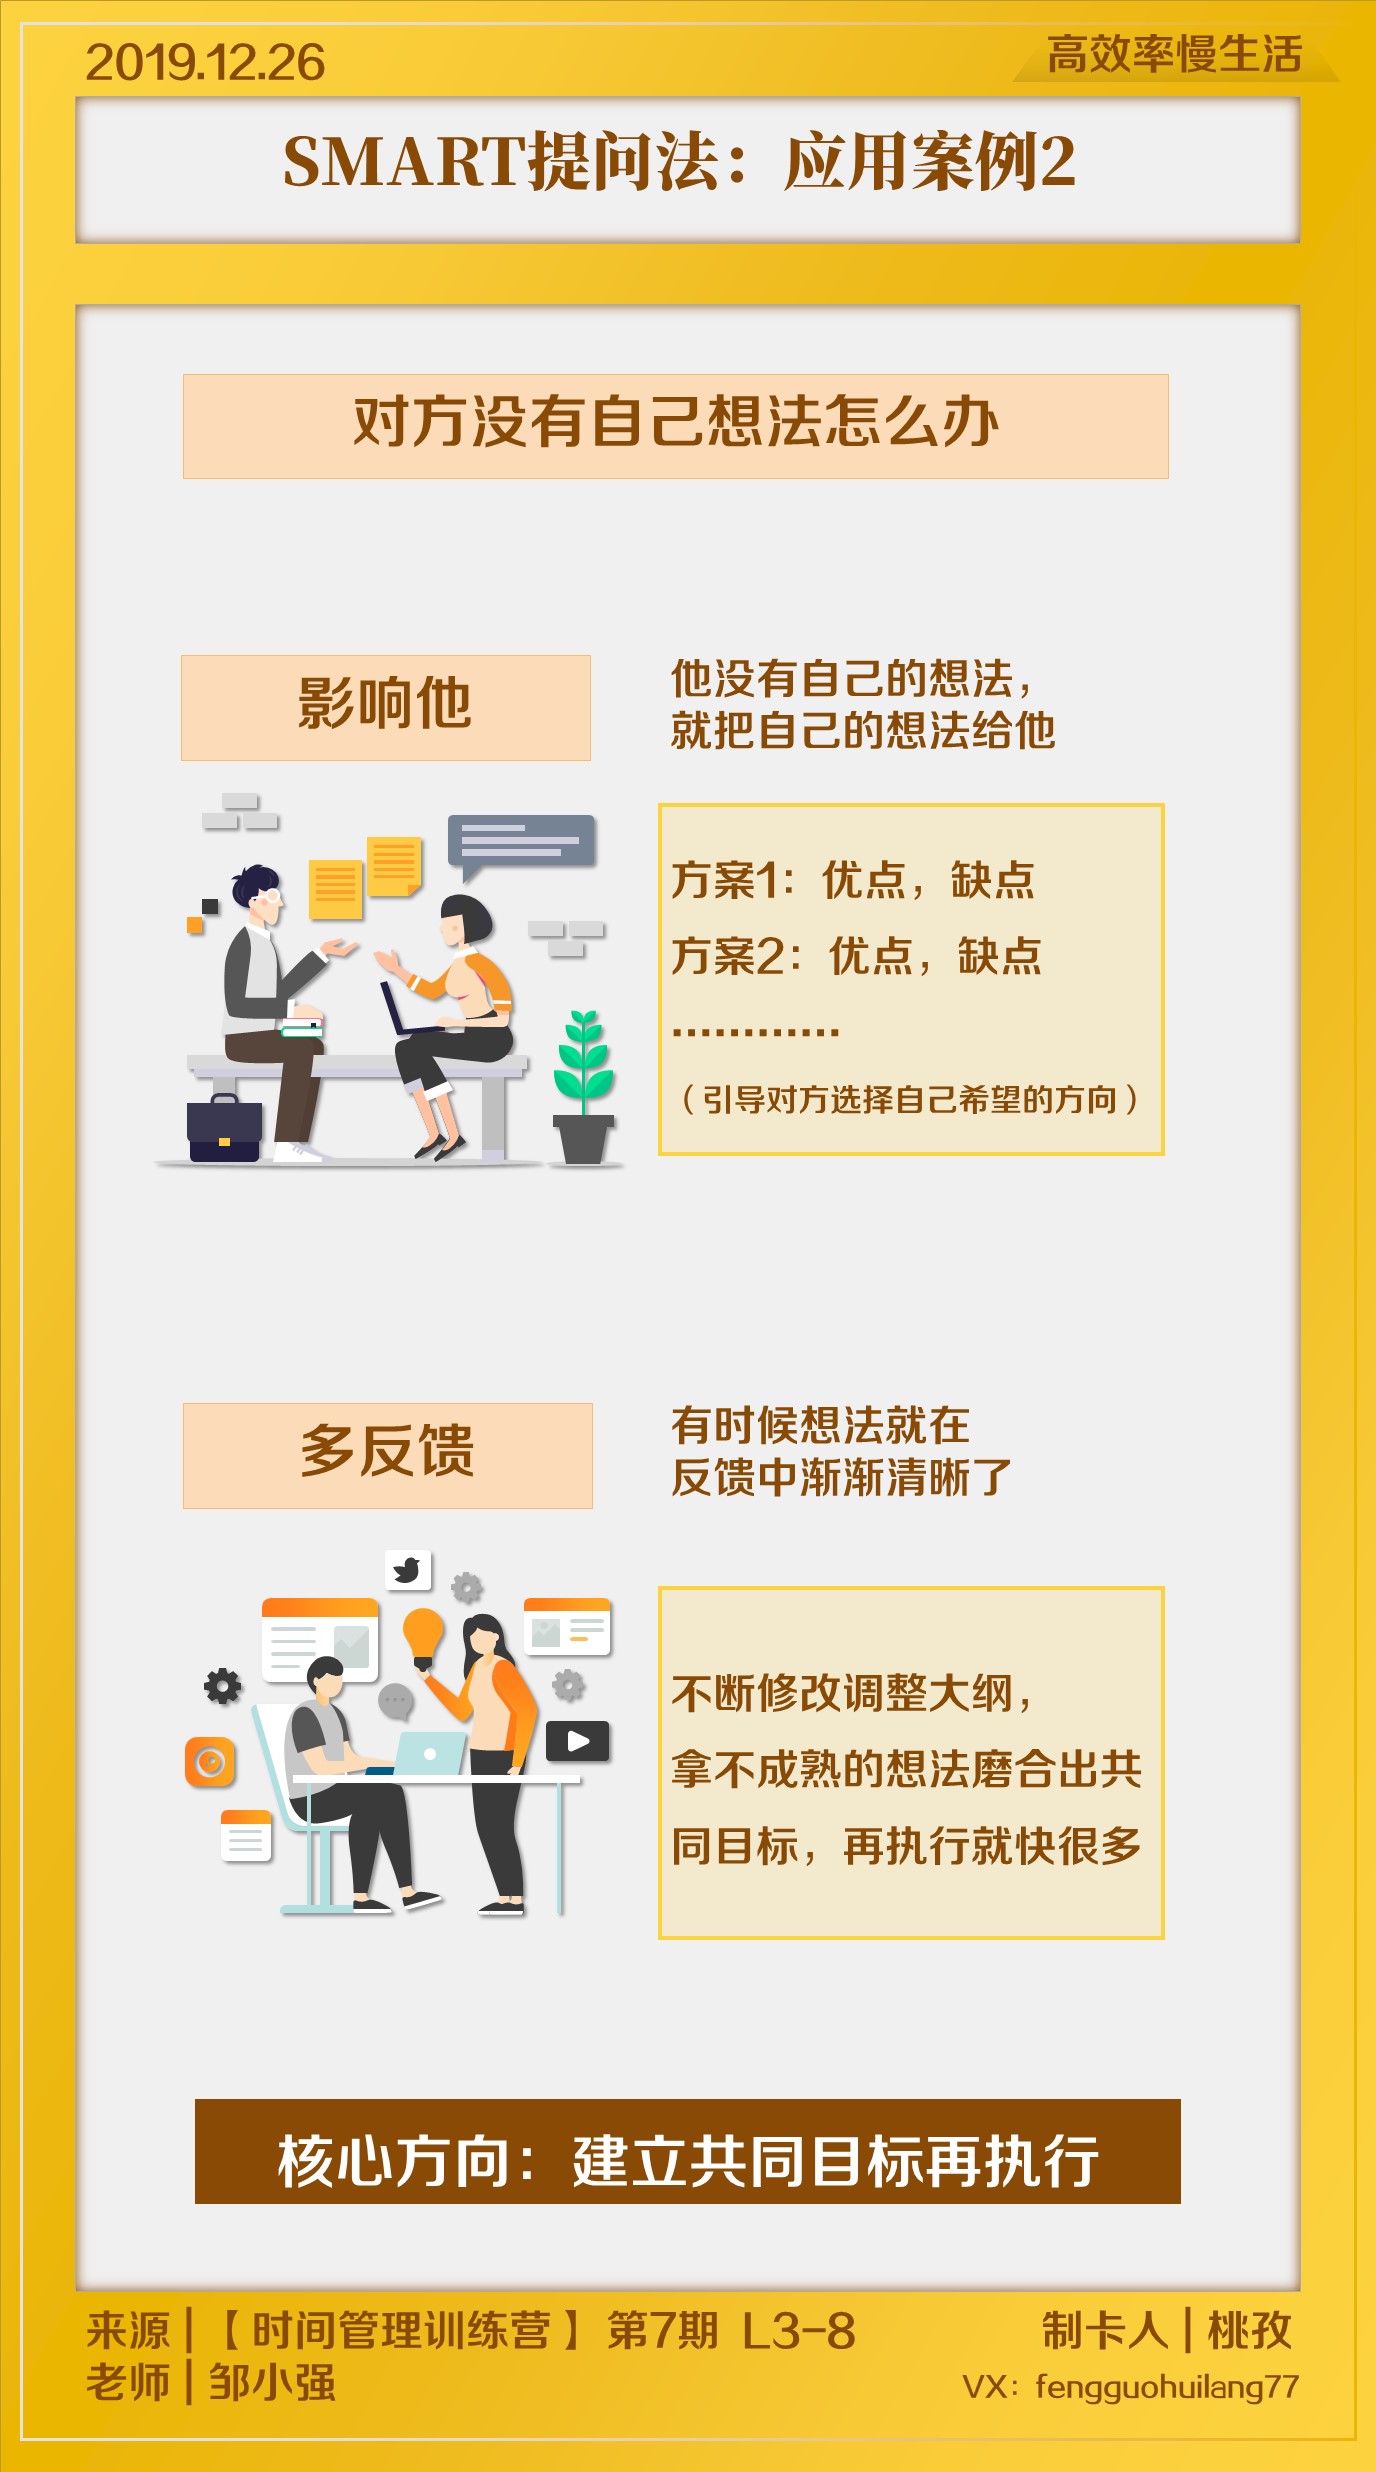 2019.12.26
高效率慢生活
SMART提问法：应用案例2
对方没有自己想法怎么办
影响他
他没有自己的想法，
就把自己的想法给他
方案1：优点，缺点
方案2：优点，缺点
…………
（引导对方选择自己希望的方向）
多反馈
有时候想法就在
反馈中渐渐清晰了
不断修改调整大纲，
拿不成熟的想法磨合出共
同目标，再执行就快很多
核心方向：建立共同目标再执行
来源｜【时间管理训练营】第7期 L3-8
老师｜邹小强
制卡人｜桃孜
VX：fengguohuilang77